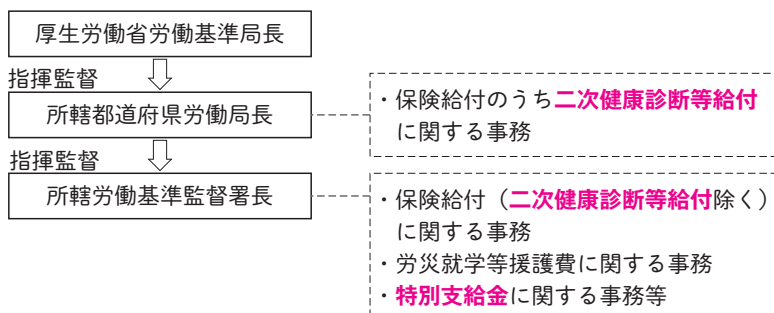 厚生労働省労働基準局長
指揮監督
所轄都道府県労働局長
・保険給付のうち二次健康診断等給付
に関する事務
指揮監督
所轄労働基準監督署長
・保険給付（二次健康診断等給付除く）
に関する事務
・労災就学等援護費に関する事務
・特別支給金に関する事務等